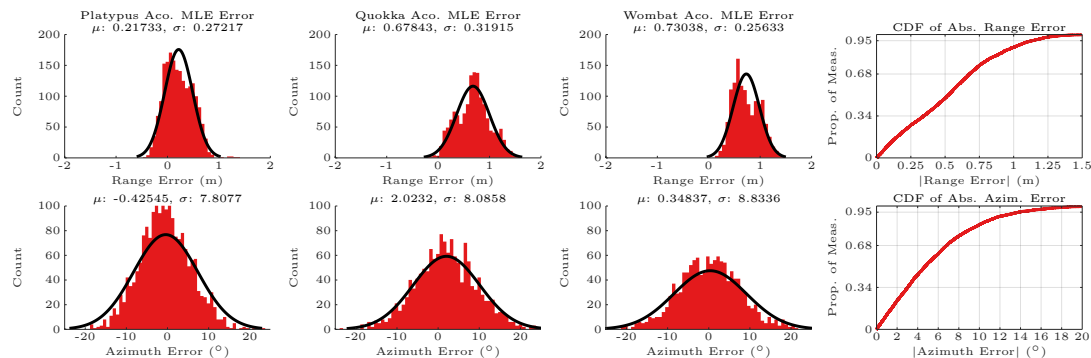 Platypus Aco. MLE Error
μ: 0.21733, σ: 0.27217
200
150
100
50
0
Count
-2 -1 0 1 2
Range Error (m)
Quokka Aco. MLE Error
μ: 0.67843, σ: 0.31915
200
150
100
50
0
Count
-2 -1 0 1 2
Range Error (m)
Wombat Aco. MLE Error
μ: 0.73038, σ: 0.25633
200
150
100
50
0
Count
-2 -1 0 1 2
Range Error (m)
CDF of Abs. Range Error
0.95
0.68
0.34
0
Prop. of Meas.
0 0.25 0.5 0.75 1 1.25 1.5
|Range Error| (m)
μ: -0.42545, σ: 7.8077
100
80
60
40
20
0
Count
-20 -10 0 10 20
Azimuth Error (°)
μ: 2.0232, σ: 8.0858
100
80
60
40
20
0
Count
-20 -10 0 10 20
Azimuth Error (°)
μ: 0.34837, σ: 8.8336
100
80
60
40
20
0
Count
-20 -10 0 10 20
Azimuth Error (°)
CDF of Abs. Azim. Error
0.95
0.68
0.34
0
Prop. of Meas.
0 2 4 6 8 10 12 14 16 18 20
|Azimuth Error| (°)